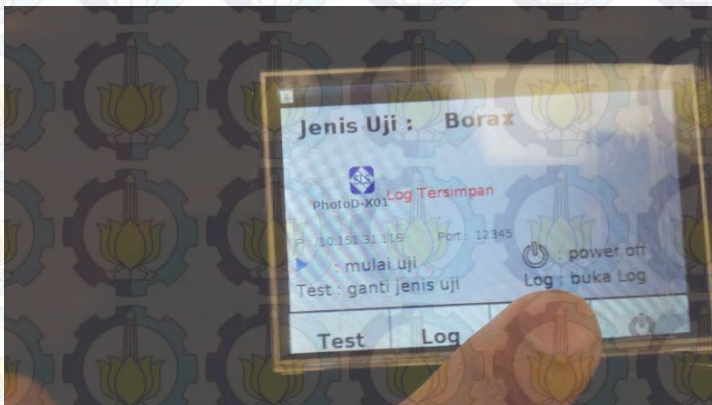 Jenis Uji : Borax
STS
PhotoD-X01
Log Tersimpan
IP : /10.151.31.116 Port : 12345
: mulai uji
: power off
Test : ganti jenis uji
Log : buka Log
Test
Log